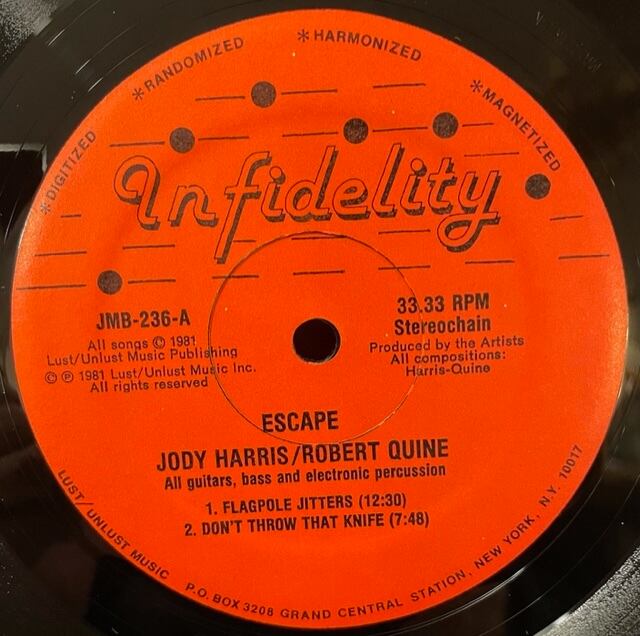 *DIGITIZED
*RANDOMIZED
*HARMONIZED
*MAGNETIZED
Infidelity
JMB-236-A
All songs © 1981
Lust/Unlust Music Publishing
© ℗ 1981 Lust/Unlust Music Inc.
All rights reserved
33.33 RPM
Stereochain
Produced by the Artists
All compositions:
Harris-Quine
ESCAPE
JODY HARRIS/ROBERT QUINE
All guitars, bass and electronic percussion
1. FLAGPOLE JITTERS (12:30)
2. DON'T THROW THAT KNIFE (7:48)
LUST/UNLUST MUSIC P.O. BOX 3208 GRAND CENTRAL STATION, NEW YORK, N.Y. 10017